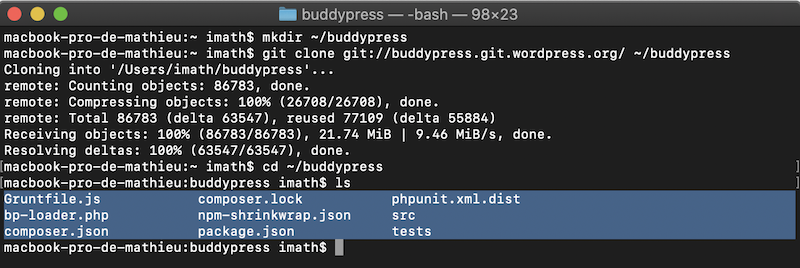 buddypress — -bash — 98×23
macbook-pro-de-mathieu:~ imath$ mkdir ~/buddypress
macbook-pro-de-mathieu:~ imath$ git clone git://buddypress.git.wordpress.org/ ~/buddypress
Cloning into '/Users/imath/buddypress'...
remote: Counting objects: 86783, done.
remote: Compressing objects: 100% (26708/26708), done.
remote: Total 86783 (delta 63547), reused 77109 (delta 55884)
Receiving objects: 100% (86783/86783), 21.74 MiB | 9.46 MiB/s, done.
Resolving deltas: 100% (63547/63547), done.
[macbook-pro-de-mathieu:~ imath$ cd ~/buddypress ]
[macbook-pro-de-mathieu:buddypress imath$ ls ]
Gruntfile.js composer.lock phpunit.xml.dist
bp-loader.php npm-shrinkwrap.json src
composer.json package.json tests
macbook-pro-de-mathieu:buddypress imath$